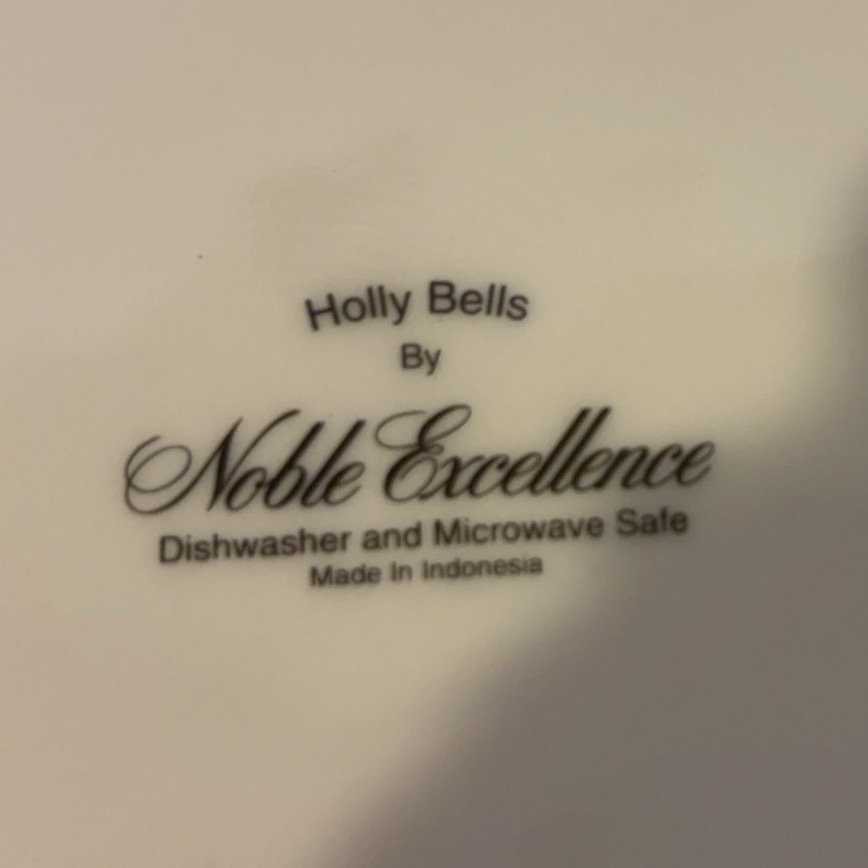 Holly Bells
By
Noble Excellence
Dishwasher and Microwave Safe
Made In Indonesia